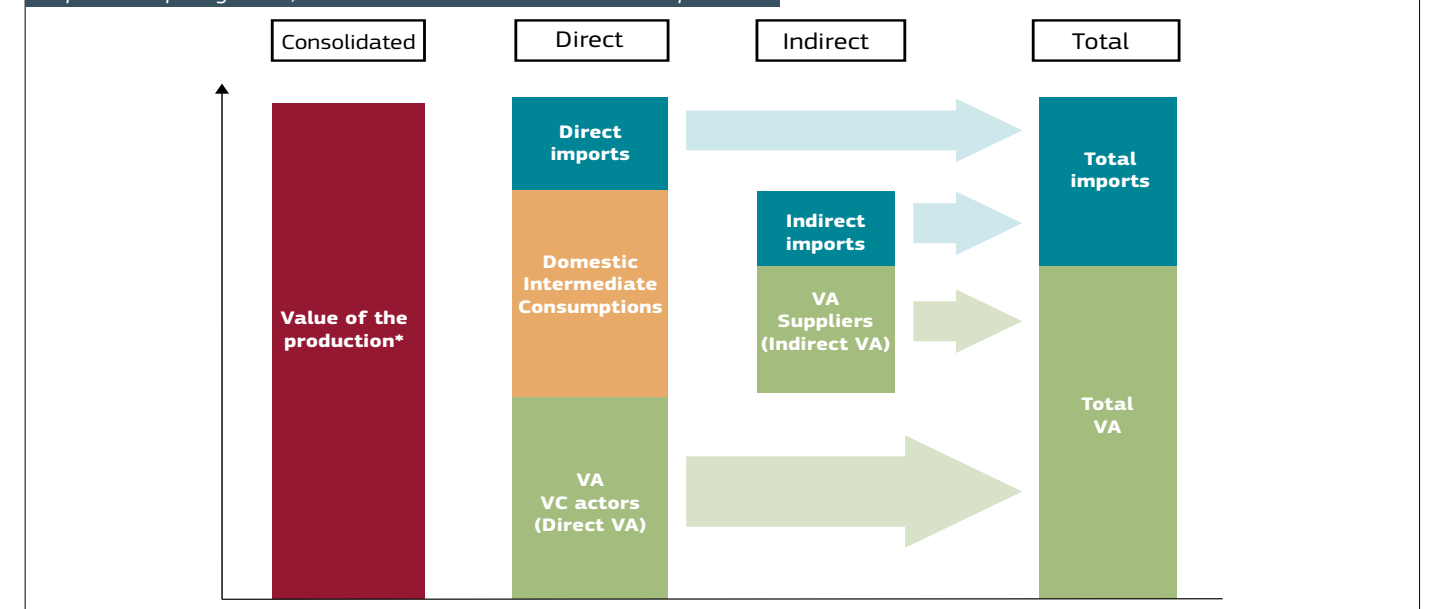 Consolidated
Direct
Indirect
Total
Direct
imports
Total
imports
Indirect
imports
Domestic
Intermediate
Consumptions
VA
Suppliers
(Indirect VA)
Value of the
production*
Total
VA
VA
VC actors
(Direct VA)